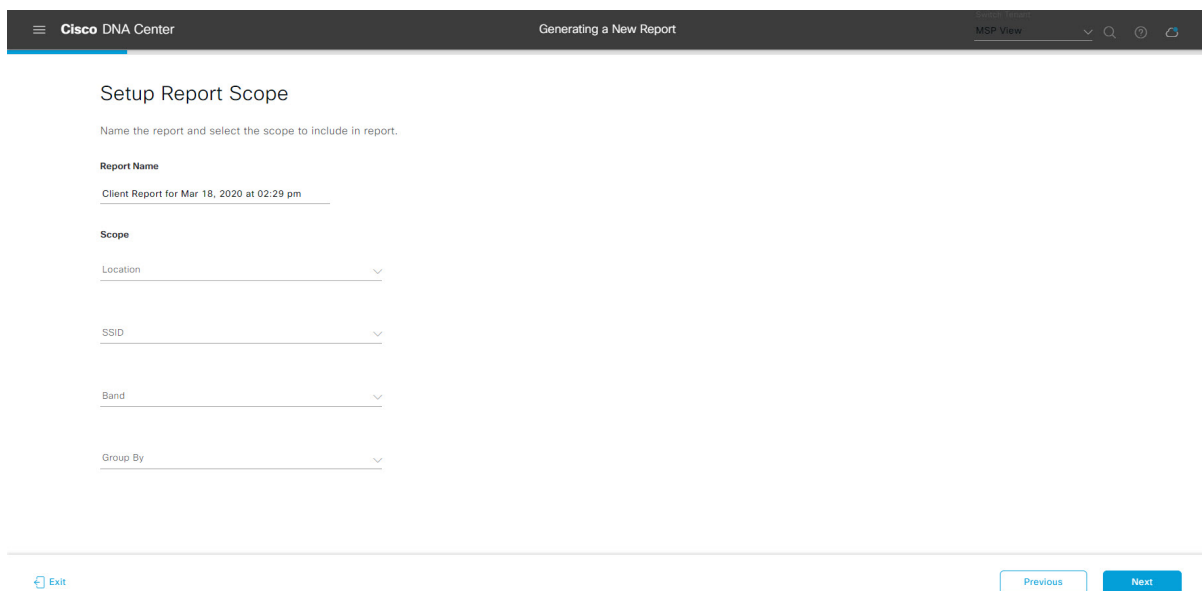 Cisco DNA Center
Generating a New Report
Switch Tenant
MSP View
Setup Report Scope
Name the report and select the scope to include in report.
Report Name
Client Report for Mar 18, 2020 at 02:29 pm
Scope
Location
SSID
Band
Group By
Exit
Previous
Next